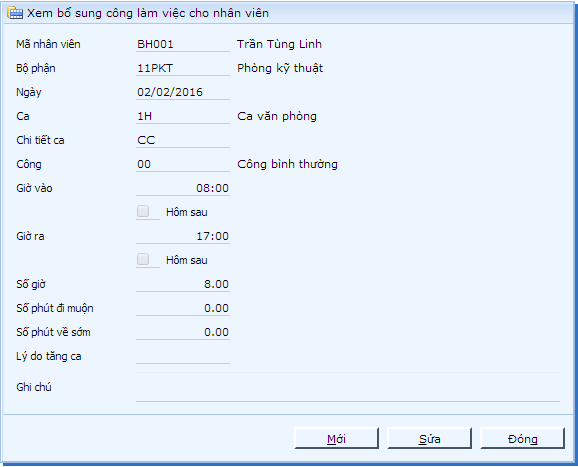 Xem bổ sung công làm việc cho nhân viên
Mã nhân viên BH001 Trần Tùng Linh
Bộ phận 11PKT Phòng kỹ thuật
Ngày 02/02/2016
Ca 1H Ca văn phòng
Chi tiết ca CC
Công 00 Công bình thường
Giờ vào 08:00
Hôm sau
Giờ ra 17:00
Hôm sau
Số giờ 8.00
Số phút đi muộn 0.00
Số phút về sớm 0.00
Lý do tăng ca
Ghi chú
Mới Sửa Đóng